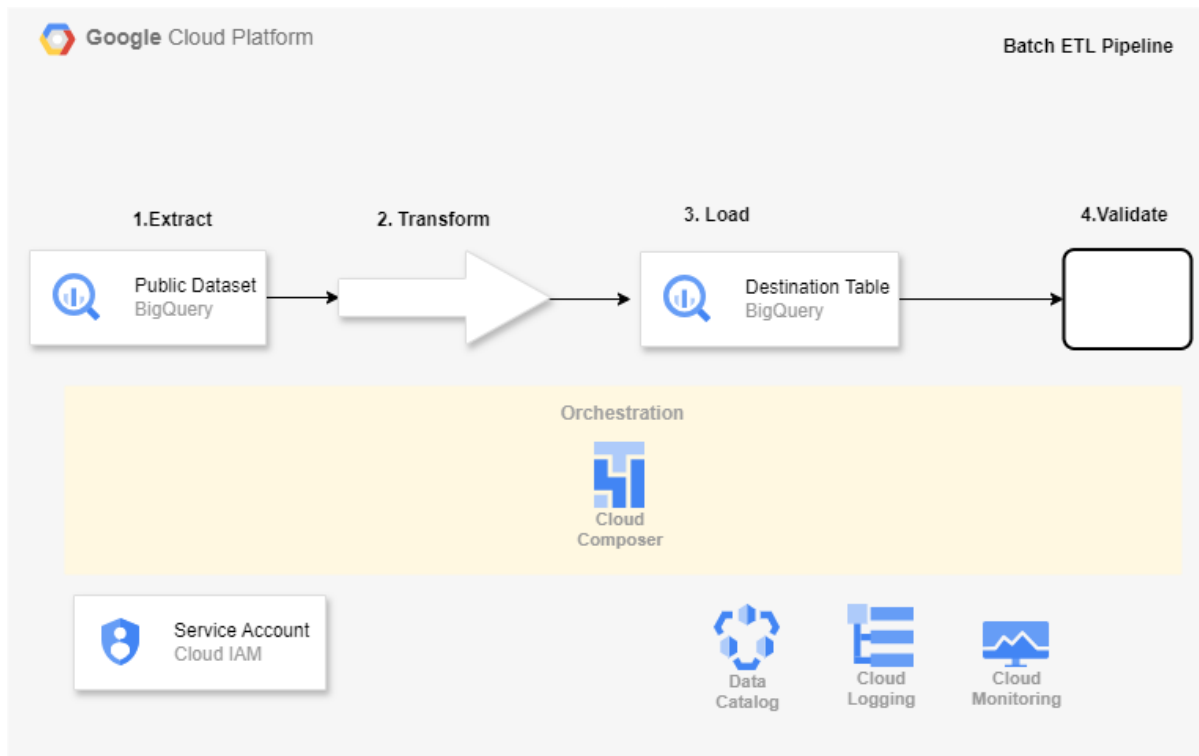 Google Cloud Platform
Batch ETL Pipeline
1.Extract
2. Transform
3. Load
4.Validate
Public Dataset
BigQuery
Destination Table
BigQuery
Orchestration
Cloud
Composer
Service Account
Cloud IAM
Data
Catalog
Cloud
Logging
Cloud
Monitoring